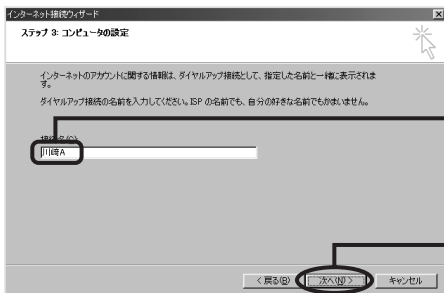 インターネット接続ウィザード
ステップ 3: コンピュータの設定
インターネットのアカウントに関する情報は、ダイヤルアップ接続として、指定した名前と一緒に表示されま
す。
ダイヤルアップ接続の名前を入力してください。ISP の名前でも、自分の好きな名前でもかまいません。
接続名(C)
川崎A
< 戻る(B)
次へ(N) >
キャンセル